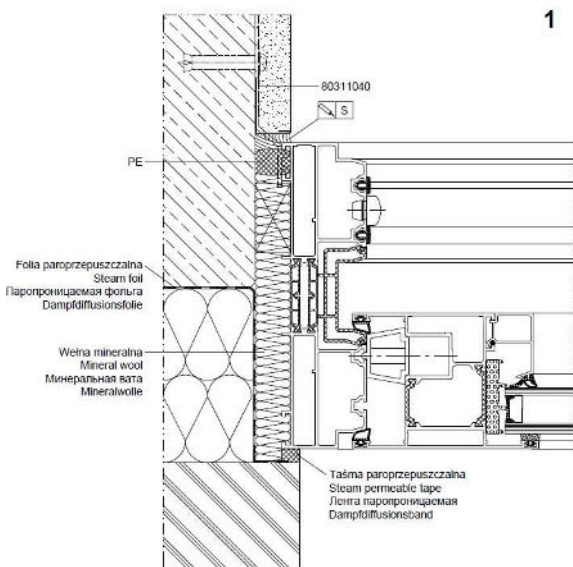 1
80311040
S
PE
Folia paroprzepuszczalna
Steam foil
Паропроницаемая фольга
Dampfdiffusionsfolie
Wełna mineralna
Mineral wool
Минеральная вата
Mineralwolle
Taśma paroprzepuszczalna
Steam permeable tape
Лента паропроницаемая
Dampfdiffusionsband